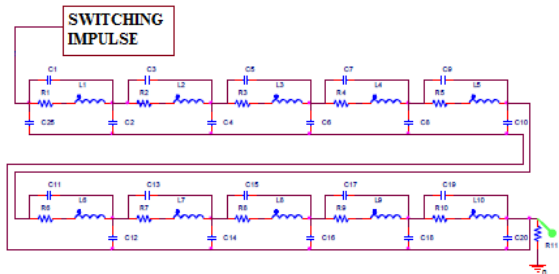 SWITCHING
IMPULSE
C1 C3 C5 C7 C9
R1 L1 R2 L2 R3 L3 R4 L4 R5 L5
C25 C2 C4 C6 C8 C10
C11 C13 C15 C17 C19
R6 L6 R7 L7 R8 L8 R9 L9 R10 L10
C12 C14 C16 C18 C20 R11
0